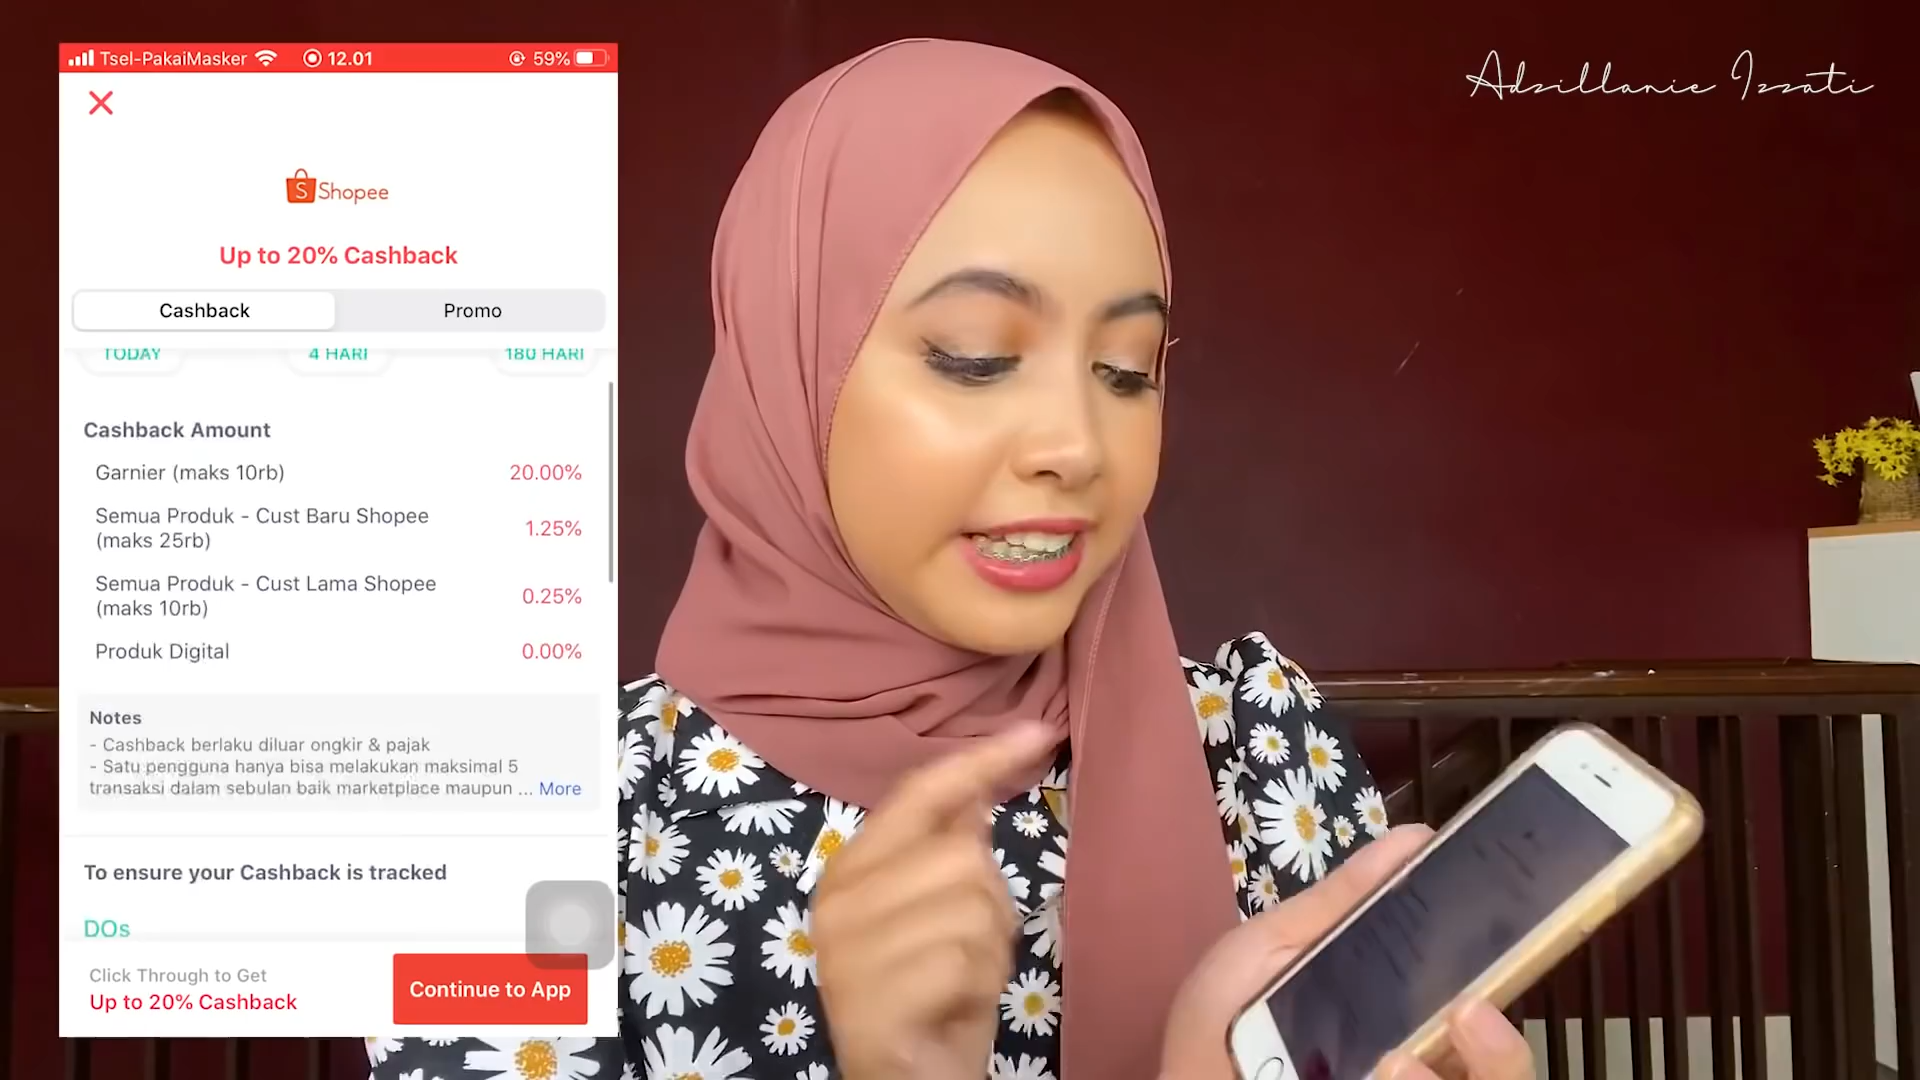 Tsel-PakaiMasker 12.01 59%
Adzillanie Izzati
S Shopee
Up to 20% Cashback
Cashback Promo
TODAY 4 HARI 180 HARI
Cashback Amount
Garnier (maks 10rb) 20.00%
Semua Produk - Cust Baru Shopee
(maks 25rb) 1.25%
Semua Produk - Cust Lama Shopee
(maks 10rb) 0.25%
Produk Digital 0.00%
Notes
- Cashback berlaku diluar ongkir & pajak
- Satu pengguna hanya bisa melakukan maksimal 5
transaksi dalam sebulan baik marketplace maupun ... More
To ensure your Cashback is tracked
DOs
Click Through to Get
Up to 20% Cashback
Continue to App